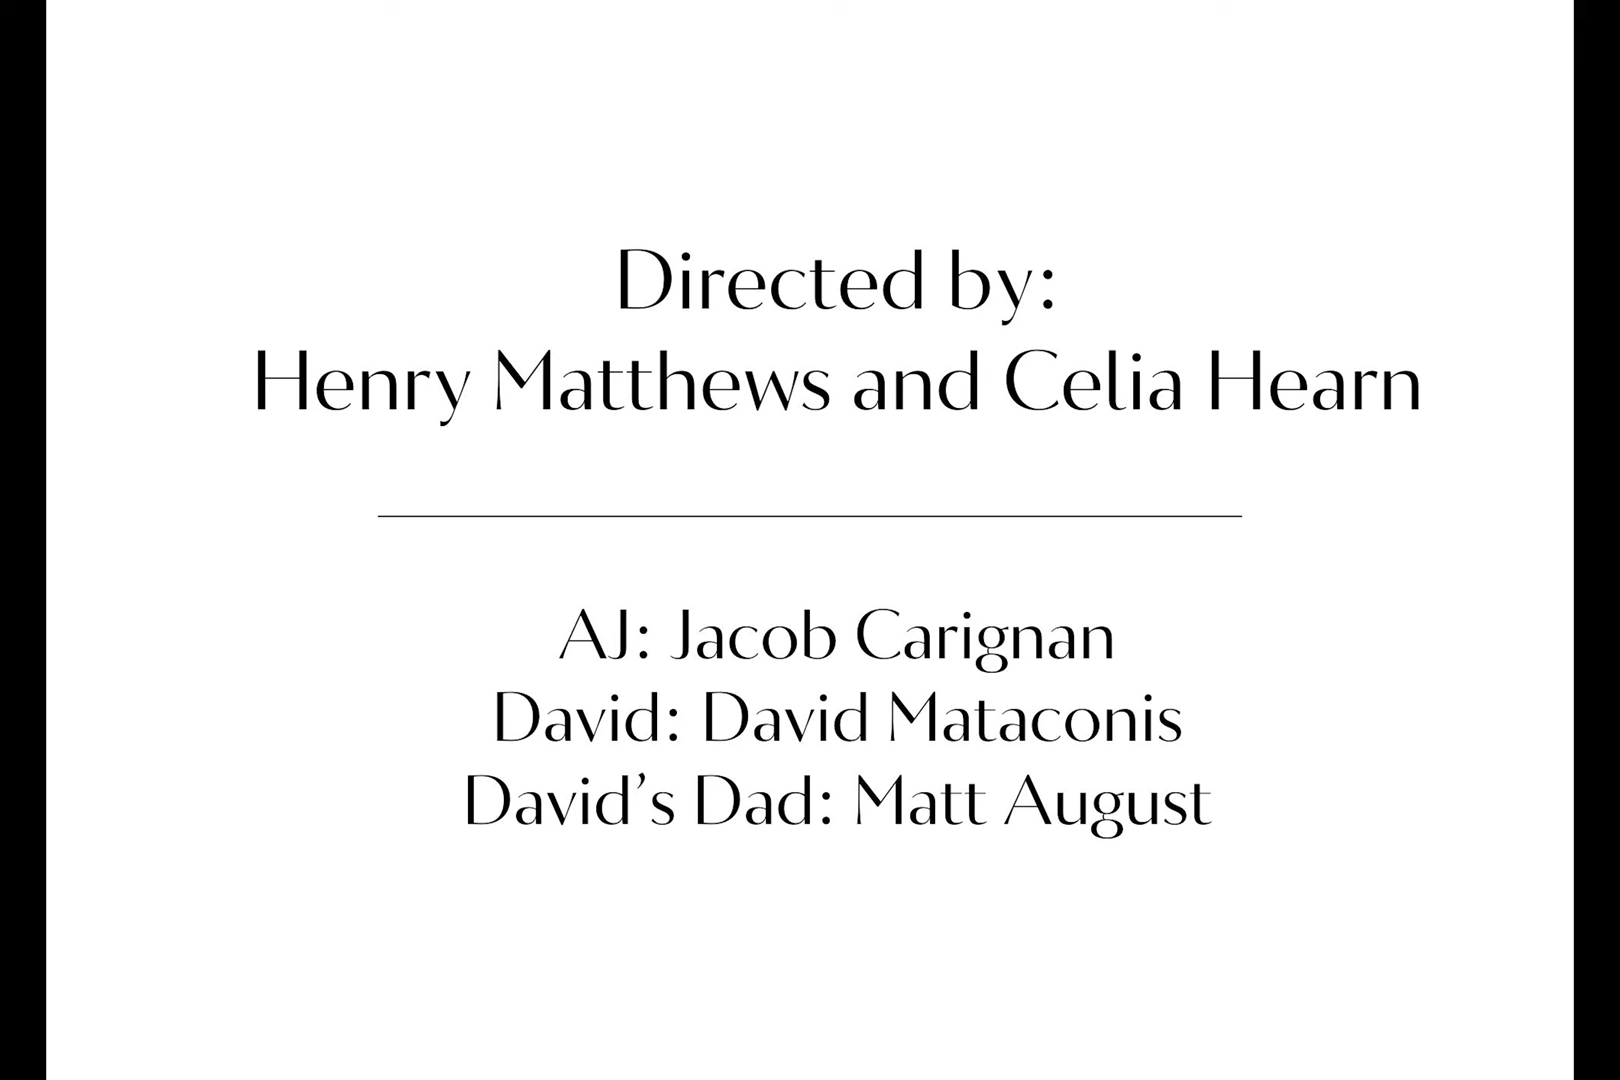 Directed by:
Henry Matthews and Celia Hearn
AJ: Jacob Carignan
David: David Mataconis
David’s Dad: Matt August